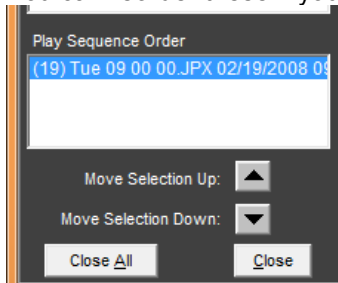 Play Sequence Order
(19) Tue 09 00 00.JPX 02/19/2008
Move Selection Up:
Move Selection Down:
Close All
Close